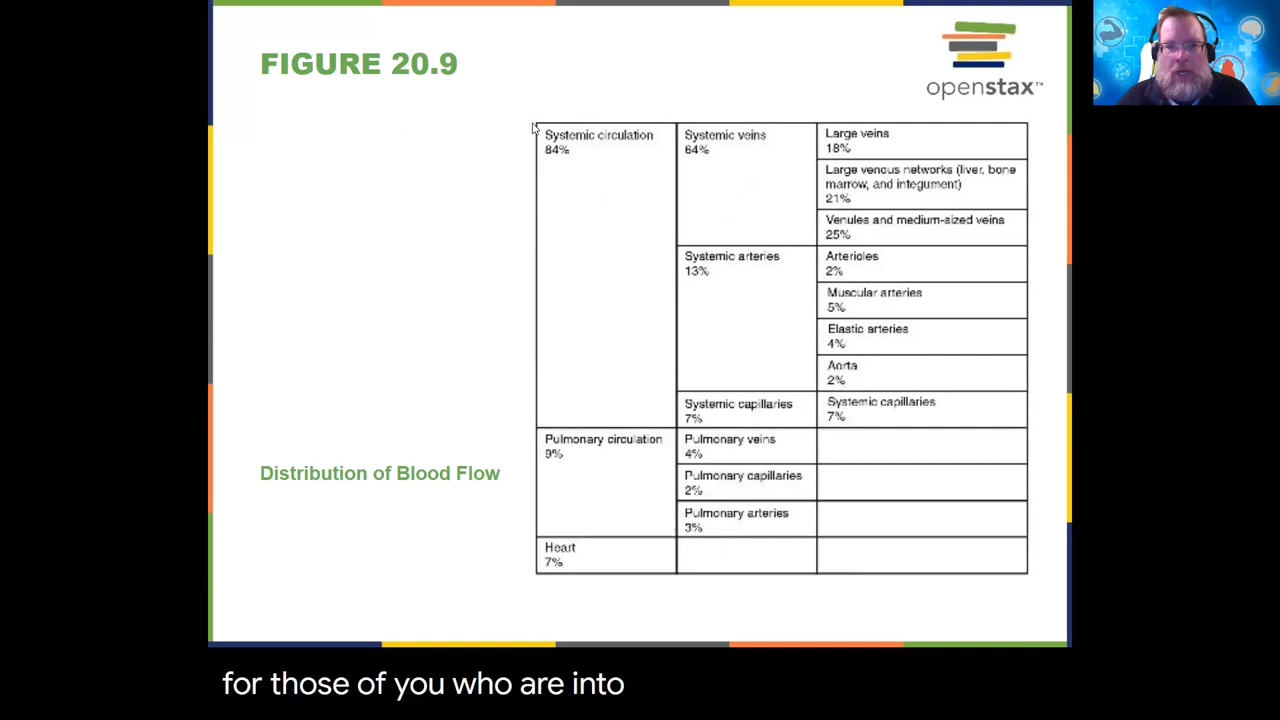 FIGURE 20.9
openstax™
Systemic circulation
84%
Systemic veins
64%
Large veins
18%
Large venous networks (liver, bone
marrow, and integument)
21%
Venules and medium-sized veins
25%
Systemic arteries
13%
Arterioles
2%
Muscular arteries
5%
Elastic arteries
4%
Aorta
2%
Systemic capillaries
7%
Systemic capillaries
7%
Pulmonary circulation
9%
Pulmonary veins
4%
Pulmonary capillaries
2%
Pulmonary arteries
3%
Heart
7%
Distribution of Blood Flow
for those of you who are into